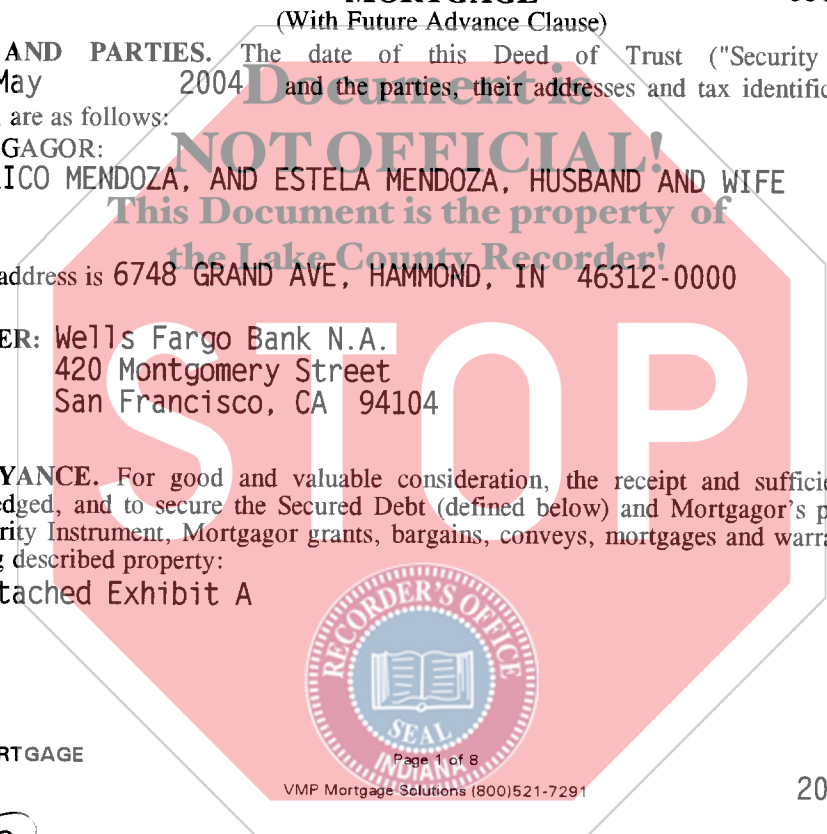 MORTGAGE
(With Future Advance Clause)
AND PARTIES. The date of this Deed of Trust ("Security
May 2004 and the parties, their addresses and tax identific
Document is
are as follows:
GAGOR:
NOT OFFICIAL!
ICO MENDOZA, AND ESTELA MENDOZA, HUSBAND AND WIFE
This Document is the property of
the Lake County Recorder!
address is 6748 GRAND AVE, HAMMOND, IN 46312-0000
ER: Wells Fargo Bank N.A.
420 Montgomery Street
San Francisco, CA 94104
STOP
YANCE. For good and valuable consideration, the receipt and sufficie
edged, and to secure the Secured Debt (defined below) and Mortgagor's p
rity Instrument, Mortgagor grants, bargains, conveys, mortgages and warra
g described property:
tached Exhibit A
RECORDER'S OFFICE
SEAL
INDIANA
RTGAGE
Page 1 of 8
VMP Mortgage Solutions (800)521-7291
20